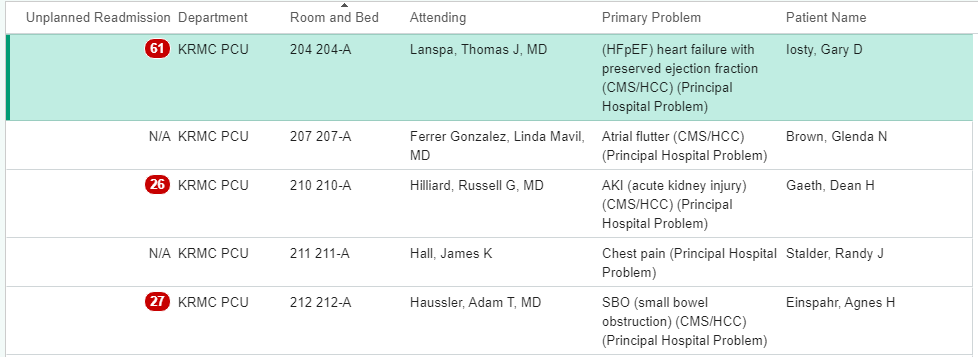 Unplanned Readmission Department Room and Bed Attending Primary Problem Patient Name
61 KRMC PCU 204 204-A Lanspa, Thomas J, MD (HFpEF) heart failure with Iosty, Gary D
preserved ejection fraction
(CMS/HCC) (Principal
Hospital Problem)
N/A KRMC PCU 207 207-A Ferrer Gonzalez, Linda Mavil, Atrial flutter (CMS/HCC) Brown, Glenda N
MD (Principal Hospital Problem)
26 KRMC PCU 210 210-A Hilliard, Russell G, MD AKI (acute kidney injury) Gaeth, Dean H
(CMS/HCC) (Principal
Hospital Problem)
N/A KRMC PCU 211 211-A Hall, James K Chest pain (Principal Hospital Stalder, Randy J
Problem)
27 KRMC PCU 212 212-A Haussler, Adam T, MD SBO (small bowel Einspahr, Agnes H
obstruction) (CMS/HCC)
(Principal Hospital Problem)